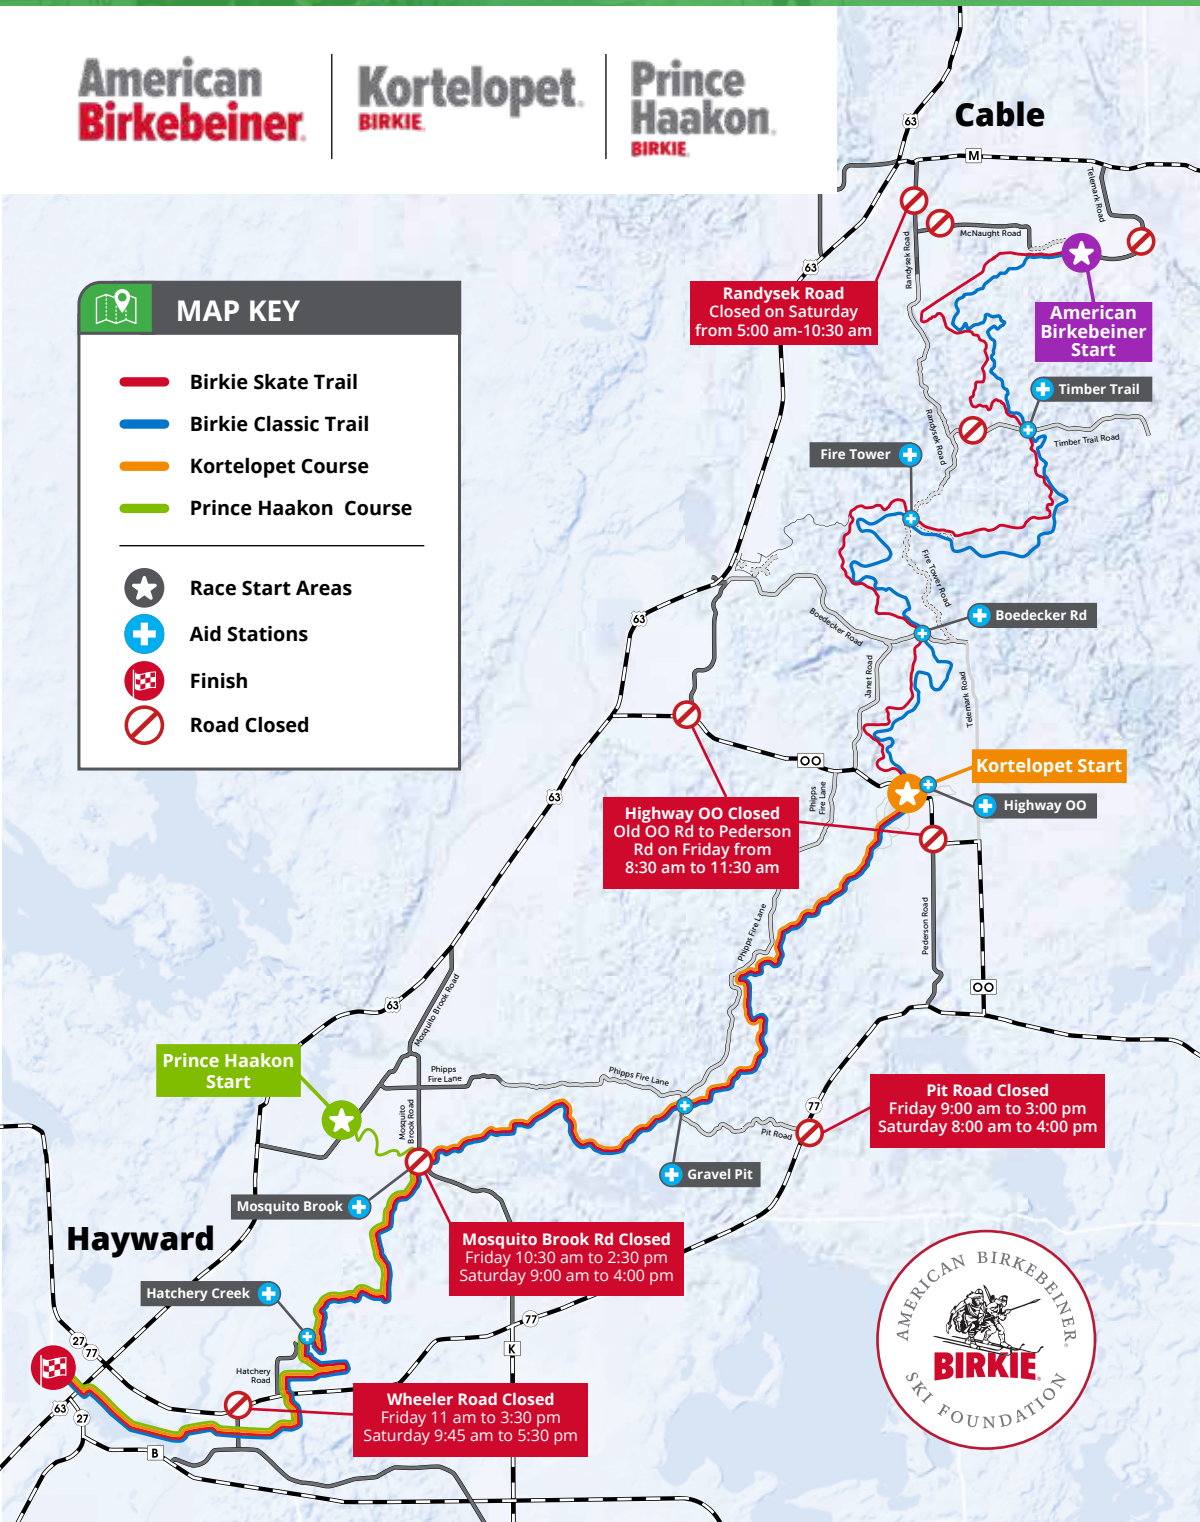 American
Birkebeiner
Kortelopet
BIRKIE
Prince
Haakon
BIRKIE
Cable
63
M
Telemark Road
McNaught Road
Randysek Road
63
Randysek Road
Closed on Saturday
from 5:00 am-10:30 am
American
Birkebeiner
Start
MAP KEY
Birkie Skate Trail
Birkie Classic Trail
Kortelopet Course
Prince Haakon Course
Race Start Areas
Aid Stations
Finish
Road Closed
Timber Trail
Randysek Road
Timber Trail Road
Fire Tower
Fire Tower Road
Boedecker Rd
63
Boedecker Road
Janet Road
Telemark Road
OO
Kortelopet Start
63
Phipps
Fire Lane
Highway OO
Highway OO Closed
Old OO Rd to Pederson
Rd on Friday from
8:30 am to 11:30 am
Phipps Fire Lane
Pederson Road
OO
Mosquito Brook Road
63
Prince Haakon
Start
Phipps
Fire Lane
Phipps Fire Lane
Mosquito
Brook Road
77
Pit Road
Pit Road Closed
Friday 9:00 am to 3:00 pm
Saturday 8:00 am to 4:00 pm
Gravel Pit
Mosquito Brook
Hayward
Mosquito Brook Rd Closed
Friday 10:30 am to 2:30 pm
Saturday 9:00 am to 4:00 pm
Hatchery Creek
77
K
27
77
Hatchery
Road
Wheeler Road Closed
Friday 11 am to 3:30 pm
Saturday 9:45 am to 5:30 pm
63
27
B
AMERICAN BIRKEBEINER
BIRKIE
SKI FOUNDATION